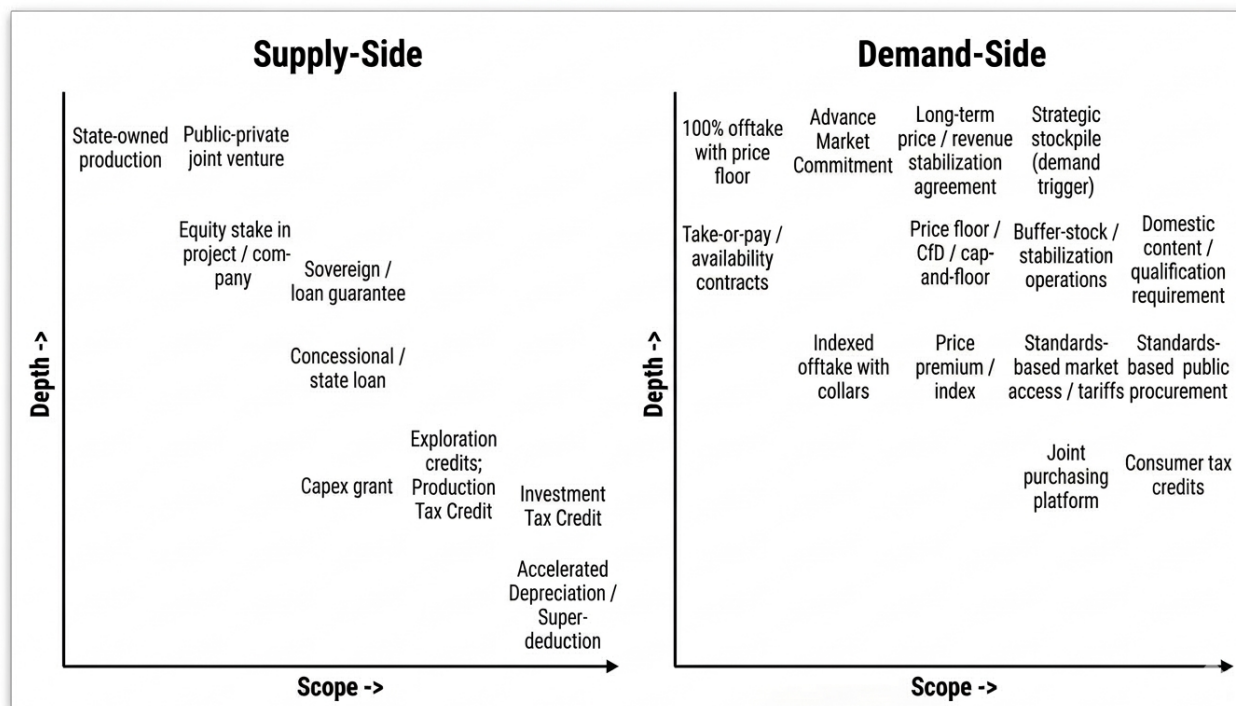 Supply-Side
State-owned
production
Public-private
joint venture
Equity stake in
project / com-
pany
Sovereign /
loan guarantee
Concessional /
state loan
Capex grant
Exploration
credits;
Production
Tax Credit
Investment
Tax Credit
Accelerated
Depreciation /
Super-
deduction
Depth ->
Scope ->
Demand-Side
100% offtake
with price
floor
Advance
Market
Commitment
Long-term
price / revenue
stabilization
agreement
Strategic
stockpile
(demand
trigger)
Take-or-pay /
availability
contracts
Price floor /
CfD / cap-
and-floor
Buffer-stock /
stabilization
operations
Domestic
content /
qualification
requirement
Indexed
offtake with
collars
Price
premium /
index
Standards-
based market
access / tariffs
Standards-
based public
procurement
Joint
purchasing
platform
Consumer tax
credits
Depth ->
Scope ->